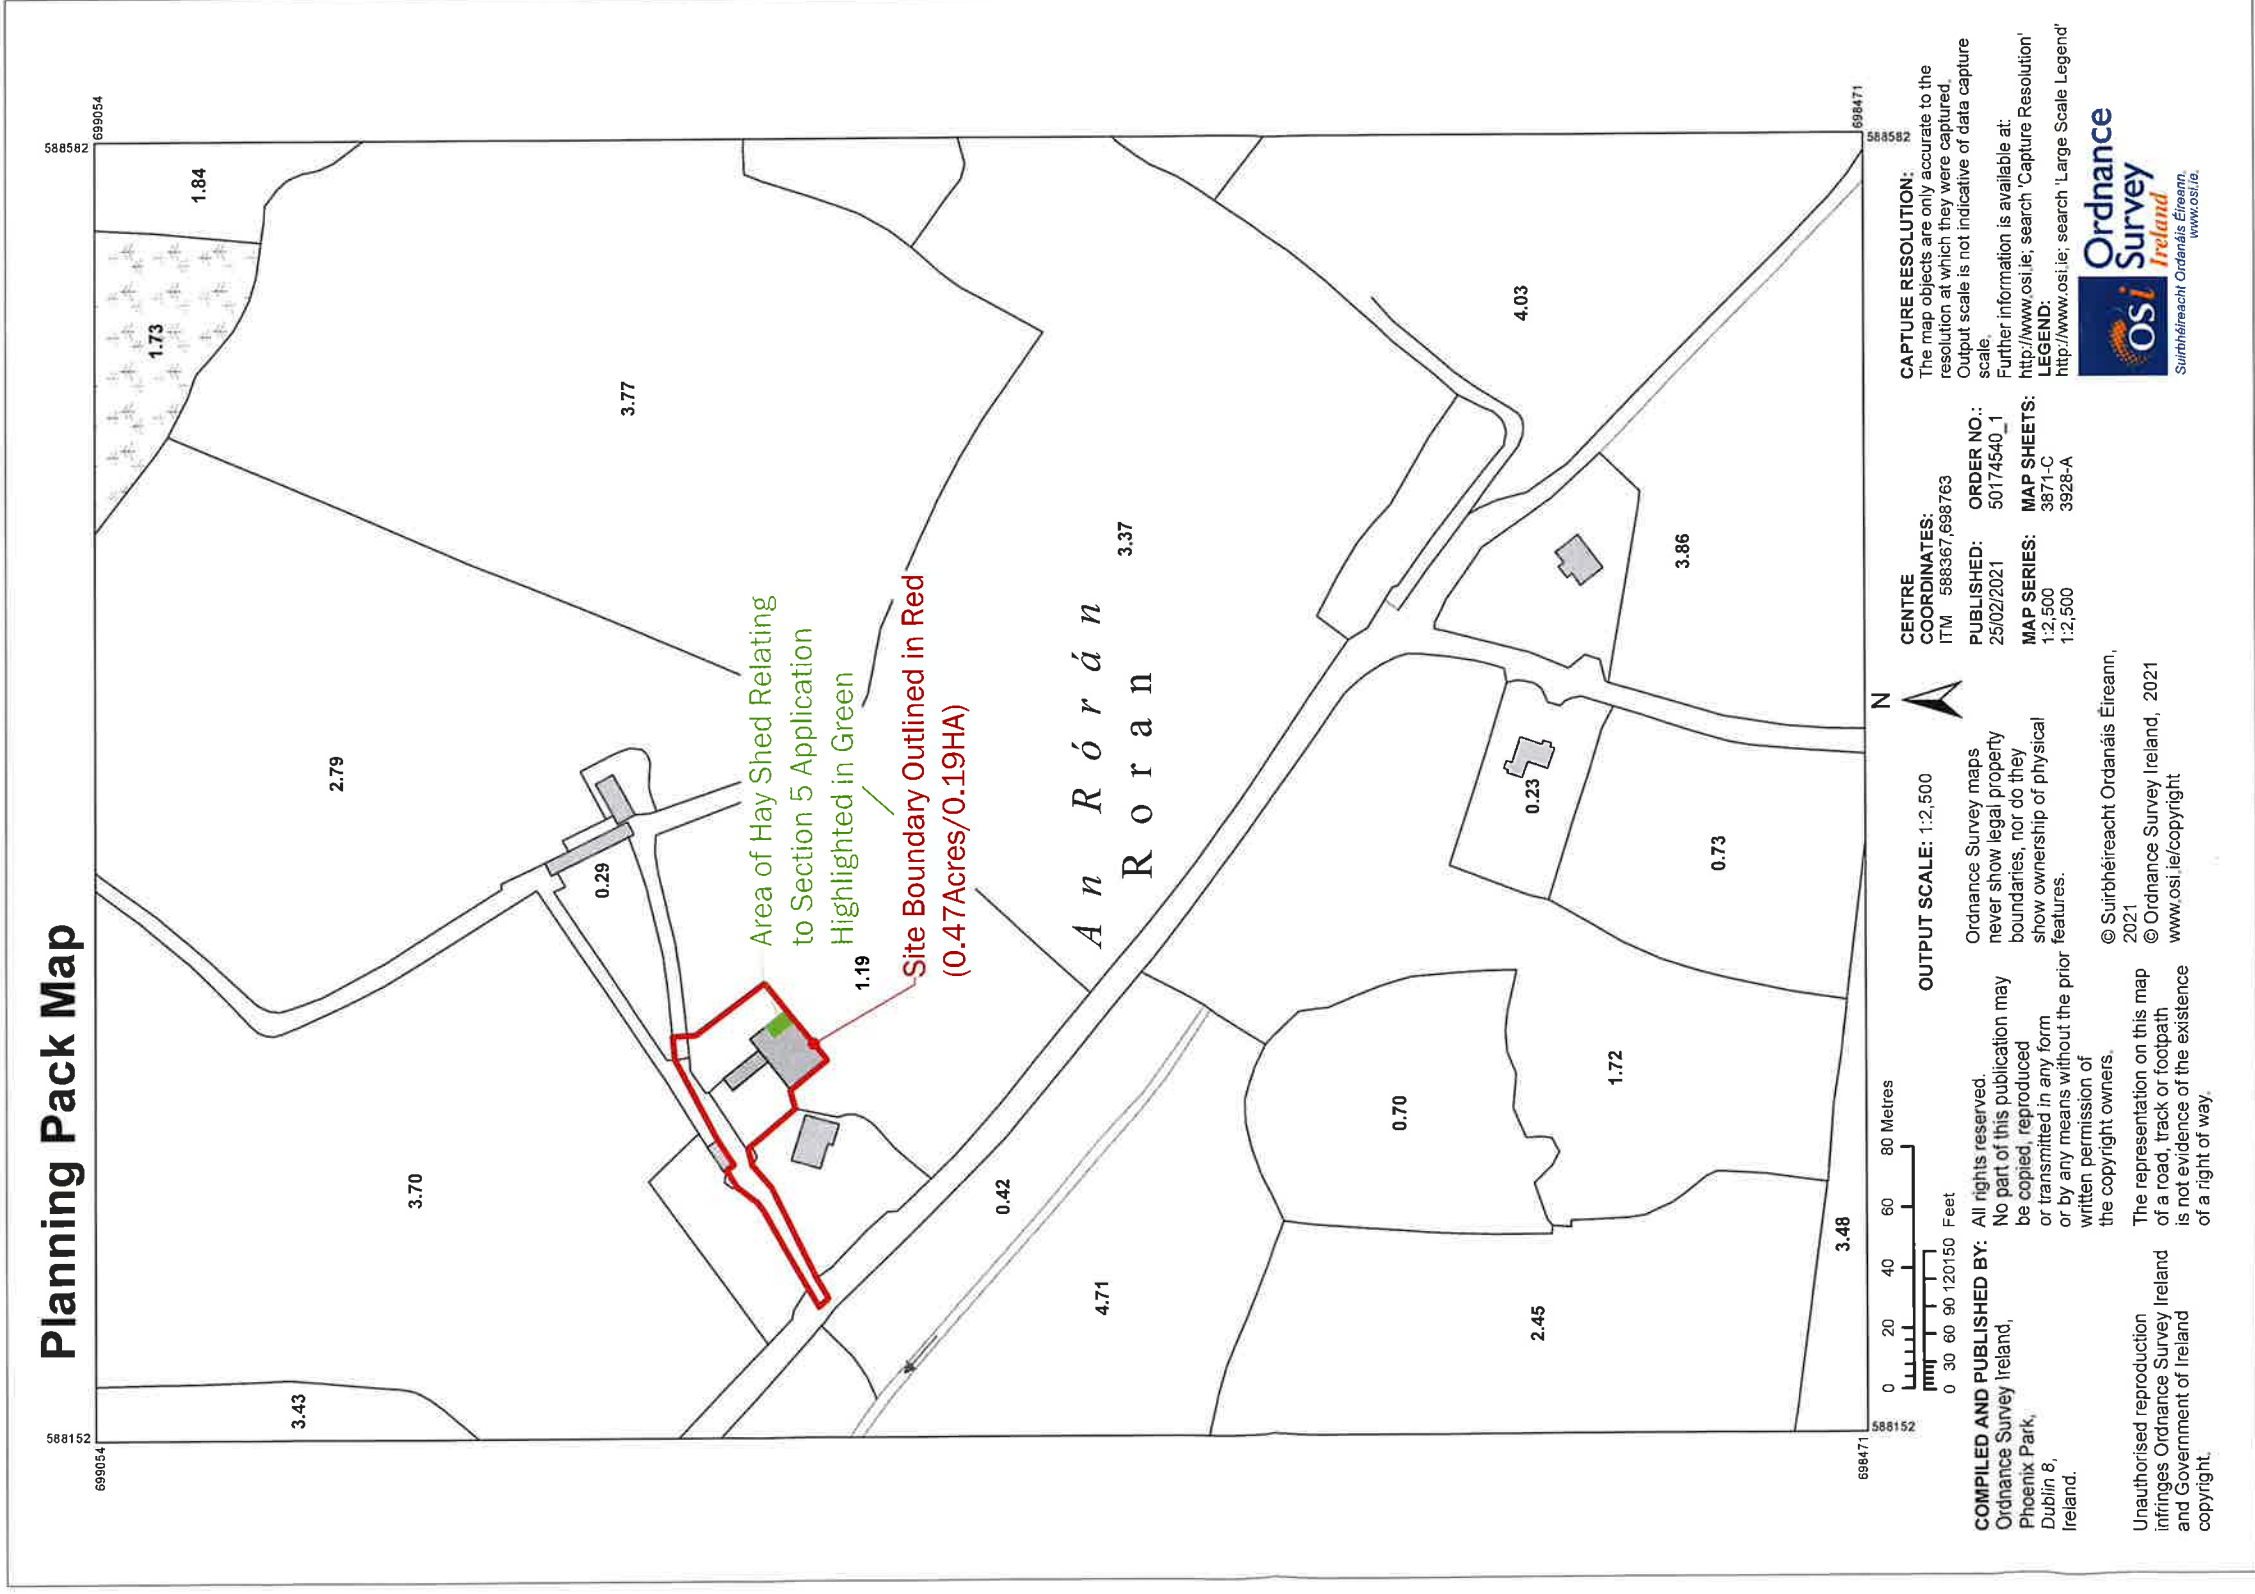 Planning Pack Map
588152
588582
699054
699054
3.43
3.70
2.79
1.73
1.84
0.29
3.77
Area of Hay Shed Relating
to Section 5 Application
Highlighted in Green
1.19
Site Boundary Outlined in Red
(0.47Acres/0.19HA)
An Rórán
Roran
3.37
0.42
4.71
0.70
0.23
4.03
3.86
2.45
1.72
0.73
3.48
698471
698471
588152
588582
0 20 40 60 80 Metres
0 30 60 90 120150 Feet
OUTPUT SCALE: 1:2,500
N
COMPILED AND PUBLISHED BY:
Ordnance Survey Ireland,
Phoenix Park,
Dublin 8,
Ireland.
Unauthorised reproduction
infringes Ordnance Survey Ireland
and Government of Ireland
copyright.
All rights reserved.
No part of this publication may
be copied, reproduced
or transmitted in any form
or by any means without the prior
written permission of
the copyright owners.
The representation on this map
of a road, track or footpath
is not evidence of the existence
of a right of way.
Ordnance Survey maps
never show legal property
boundaries, nor do they
show ownership of physical
features.
© Suirbhéireacht Ordanáis Éireann,
2021
© Ordnance Survey Ireland, 2021
www.osi.ie/copyright
CENTRE
COORDINATES:
ITM 588367,698763
PUBLISHED:
25/02/2021
ORDER NO.:
50174540_1
MAP SERIES:
1:2,500
1:2,500
MAP SHEETS:
3871-C
3928-A
CAPTURE RESOLUTION:
The map objects are only accurate to the
resolution at which they were captured.
Output scale is not indicative of data capture
scale.
Further information is available at:
http://www.osi.ie; search 'Capture Resolution'
LEGEND:
http://www.osi.ie; search 'Large Scale Legend'
osi
Ordnance
Survey
Ireland
Suirbhéireacht Ordanáis Éireann.
www.osi.ie.